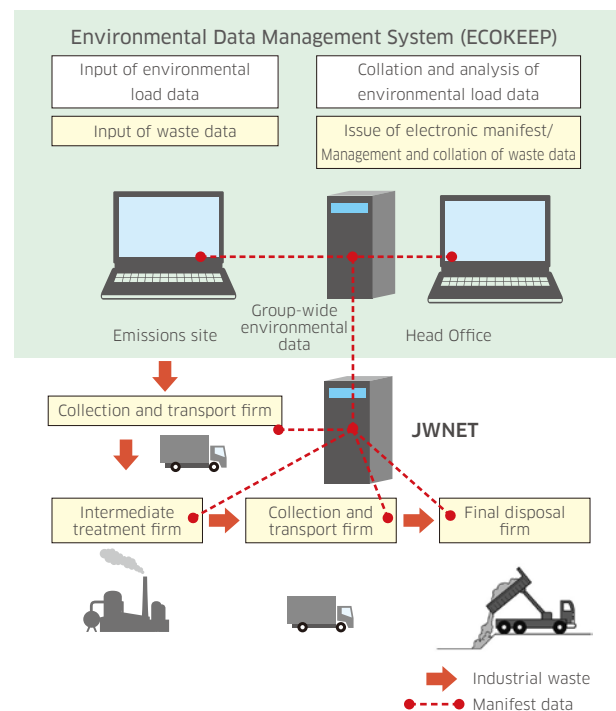 Environmental Data Management System (ECOKEEP)
Input of environmental
load data
Collation and analysis of
environmental load data
Input of waste data
Issue of electronic manifest/
Management and collation of waste data
Emissions site
Group-wide
environmental
data
Head Office
Collection and transport firm
JWNET
Intermediate
treatment firm
Collection and
transport firm
Final disposal
firm
Industrial waste
Manifest data